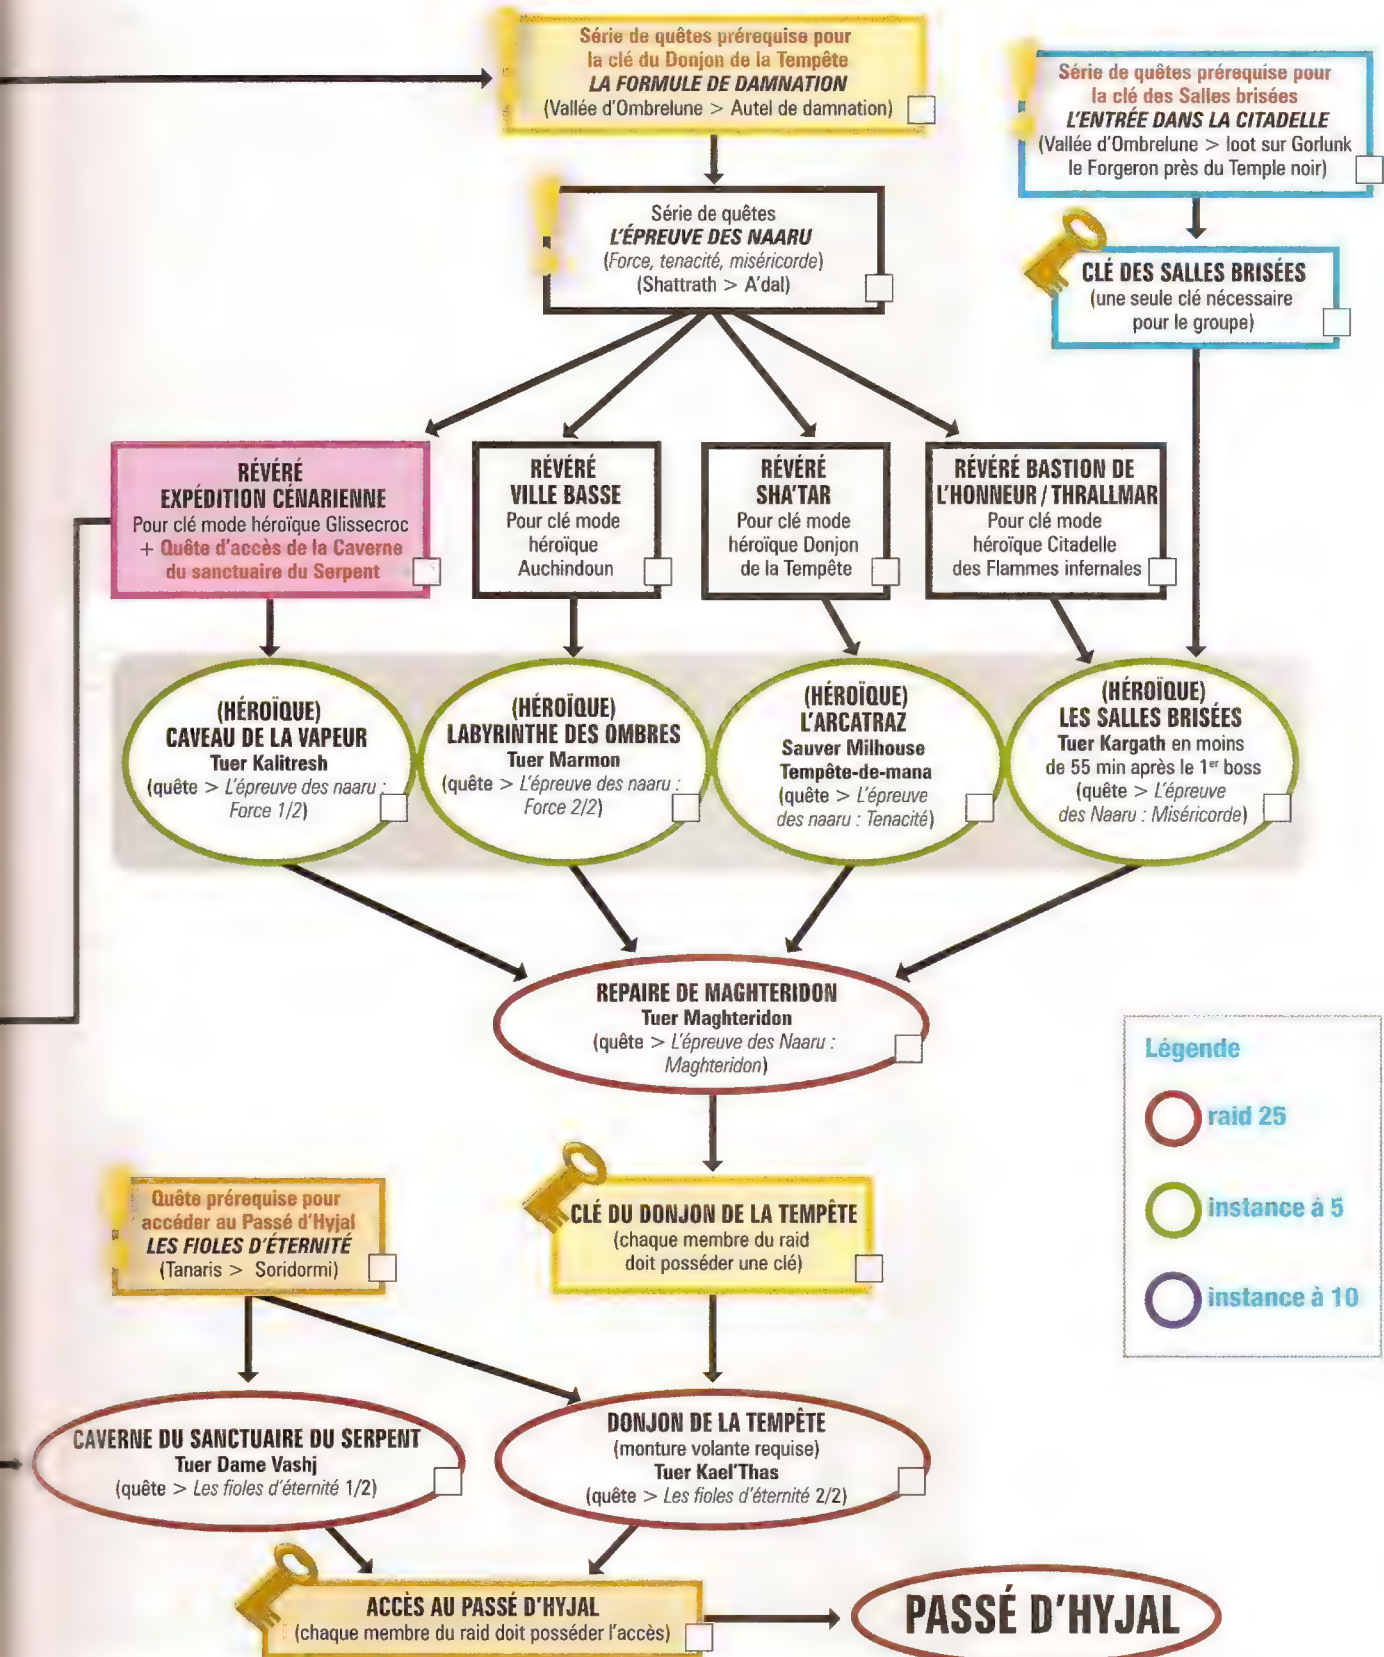 Série de quêtes prérequise pour
la clé du Donjon de la Tempête
LA FORMULE DE DAMNATION
(Vallée d'Ombrelune > Autel de damnation)
Série de quêtes prérequise pour
la clé des Salles brisées
L'ENTRÉE DANS LA CITADELLE
(Vallée d'Ombrelune > loot sur Gorlunk
le Forgeron près du Temple noir)
Série de quêtes
L'ÉPREUVE DES NAARU
(Force, tenacité, miséricorde)
(Shattrath > A'dal)
CLÉ DES SALLES BRISÉES
(une seule clé nécessaire
pour le groupe)
RÉVÉRÉ
EXPÉDITION CÉNARIENNE
Pour clé mode héroïque Glissecroc
+ Quête d'accès de la Caverne
du sanctuaire du Serpent
RÉVÉRÉ
VILLE BASSE
Pour clé mode
héroïque
Auchindoun
RÉVÉRÉ
SHA'TAR
Pour clé mode
héroïque Donjon
de la Tempête
RÉVÉRÉ BASTION DE
L'HONNEUR / THRALLMAR
Pour clé mode
héroïque Citadelle
des Flammes infernales
(HÉROÏQUE)
CAVEAU DE LA VAPEUR
Tuer Kalitresh
(quête > L'épreuve des naaru :
Force 1/2)
(HÉROÏQUE)
LABYRINTHE DES OMBRES
Tuer Marmon
(quête > L'épreuve des naaru :
Force 2/2)
(HÉROÏQUE)
L'ARCATRAZ
Sauver Milhouse
Tempête-de-mana
(quête > L'épreuve
des naaru : Tenacité)
(HÉROÏQUE)
LES SALLES BRISÉES
Tuer Kargath en moins
de 55 min après le 1er boss
(quête > L'épreuve
des Naaru : Miséricorde)
REPAIRE DE MAGHTERIDON
Tuer Maghteridon
(quête > L'épreuve des Naaru :
Maghteridon)
Légende
raid 25
instance à 5
instance à 10
Quête prérequise pour
accéder au Passé d'Hyjal
LES FIOLES D'ÉTERNITÉ
(Tanaris > Soridormi)
CLÉ DU DONJON DE LA TEMPÊTE
(chaque membre du raid
doit posséder une clé)
CAVERNE DU SANCTUAIRE DU SERPENT
Tuer Dame Vashj
(quête > Les fioles d'éternité 1/2)
DONJON DE LA TEMPÊTE
(monture volante requise)
Tuer Kael'Thas
(quête > Les fioles d'éternité 2/2)
ACCÈS AU PASSÉ D'HYJAL
(chaque membre du raid doit posséder l'accès)
PASSÉ D'HYJAL